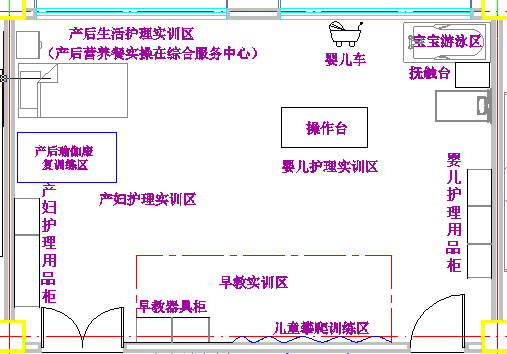 产后生活护理实训区
（产后营养餐实操在综合服务中心）
婴儿车
宝宝游泳区
抚触台
操作台
产后瑜伽康
复训练区
婴儿护理实训区
婴儿护理用品柜
产妇护理用品柜
产妇护理实训区
早教实训区
早教器具柜
儿童攀爬训练区